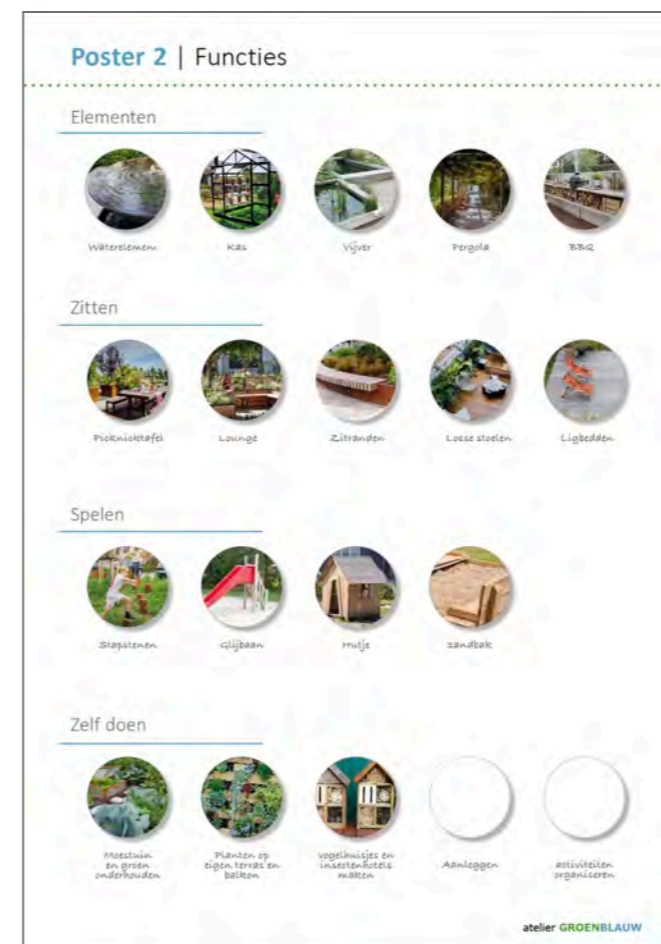 Poster 2 | Functies
Elementen
Waterelemen
Kas
Vijver
Pergola
BBQ
Zitten
Picknicktafel
Lounge
Zitranden
Losse stoelen
Ligbedden
Spelen
Stapstenen
Glijbaan
Hutje
zandbak
Zelf doen
Moestuin
en groen
onderhouden
Planten op
eigen terras en
balkon
vogelhuisjes en
insectenhotels
maken
Aanleggen
activiteiten
organiseren
atelier GROENBLAUW